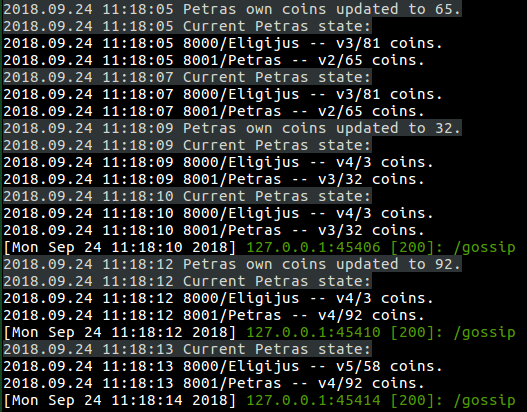 2018.09.24 11:18:05 Petras own coins updated to 65.
2018.09.24 11:18:05 Current Petras state:
2018.09.24 11:18:05 8000/Eligijus -- v3/81 coins.
2018.09.24 11:18:05 8001/Petras -- v2/65 coins.
2018.09.24 11:18:07 Current Petras state:
2018.09.24 11:18:07 8000/Eligijus -- v3/81 coins.
2018.09.24 11:18:07 8001/Petras -- v2/65 coins.
2018.09.24 11:18:09 Petras own coins updated to 32.
2018.09.24 11:18:09 Current Petras state:
2018.09.24 11:18:09 8000/Eligijus -- v4/3 coins.
2018.09.24 11:18:09 8001/Petras -- v3/32 coins.
2018.09.24 11:18:10 Current Petras state:
2018.09.24 11:18:10 8000/Eligijus -- v4/3 coins.
2018.09.24 11:18:10 8001/Petras -- v3/32 coins.
[Mon Sep 24 11:18:10 2018] 127.0.0.1:45406 [200]: /gossip
2018.09.24 11:18:12 Petras own coins updated to 92.
2018.09.24 11:18:12 Current Petras state:
2018.09.24 11:18:12 8000/Eligijus -- v4/3 coins.
2018.09.24 11:18:12 8001/Petras -- v4/92 coins.
[Mon Sep 24 11:18:12 2018] 127.0.0.1:45410 [200]: /gossip
2018.09.24 11:18:13 Current Petras state:
2018.09.24 11:18:13 8000/Eligijus -- v5/58 coins.
2018.09.24 11:18:13 8001/Petras -- v4/92 coins.
[Mon Sep 24 11:18:14 2018] 127.0.0.1:45414 [200]: /gossip